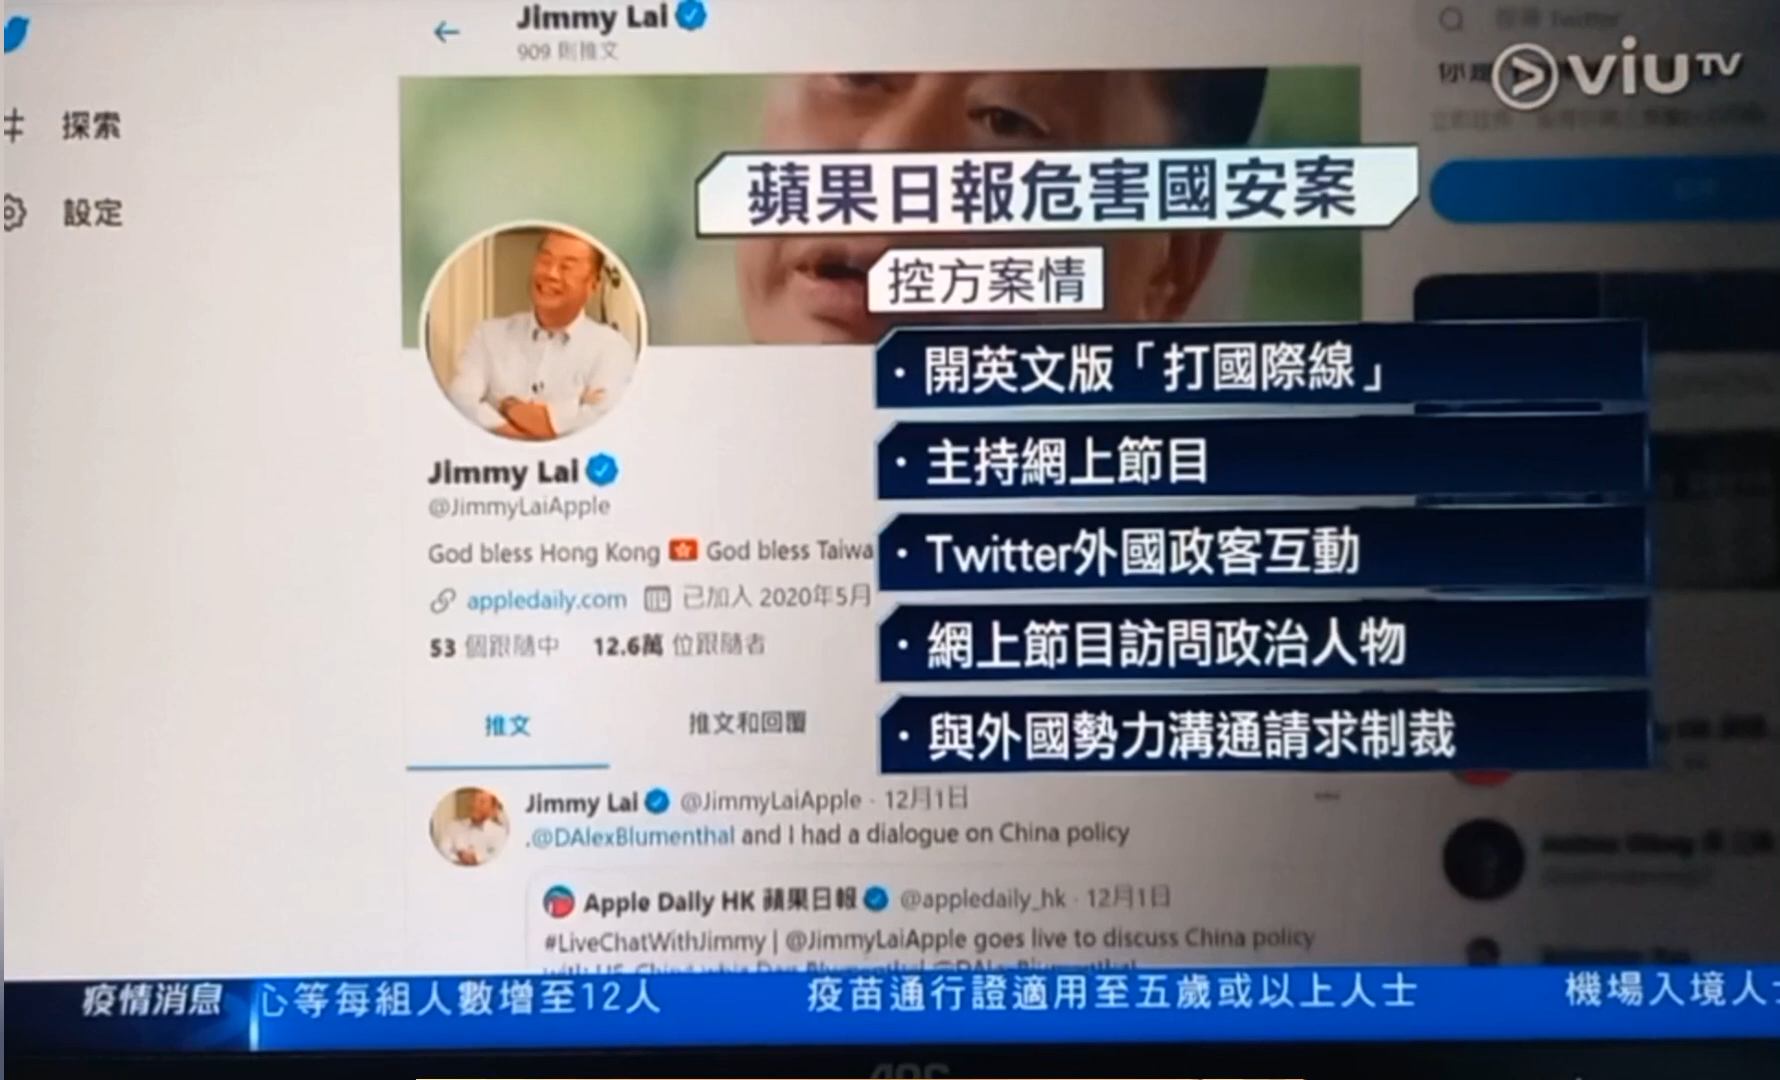 Jimmy Lai
909 則推文
viuTV
探索
設定
蘋果日報危害國安案
控方案情
· 開英文版「打國際線」
· 主持網上節目
· Twitter外國政客互動
· 網上節目訪問政治人物
· 與外國勢力溝通請求制裁
Jimmy Lai
@JimmyLaiApple
God bless Hong Kong 🇭🇰 God bless Taiwa
appledaily.com 已加入 2020年5月
53 個跟隨中 12.6萬 位跟隨者
推文 推文和回覆
Jimmy Lai @JimmyLaiApple · 12月1日
.@DAlexBlumenthal and I had a dialogue on China policy
Apple Daily HK 蘋果日報 @appledaily_hk · 12月1日
#LiveChatWithJimmy | @JimmyLaiApple goes live to discuss China policy
疫情消息 心等每組人數增至12人 疫苗通行證適用至五歲或以上人士 機場入境人